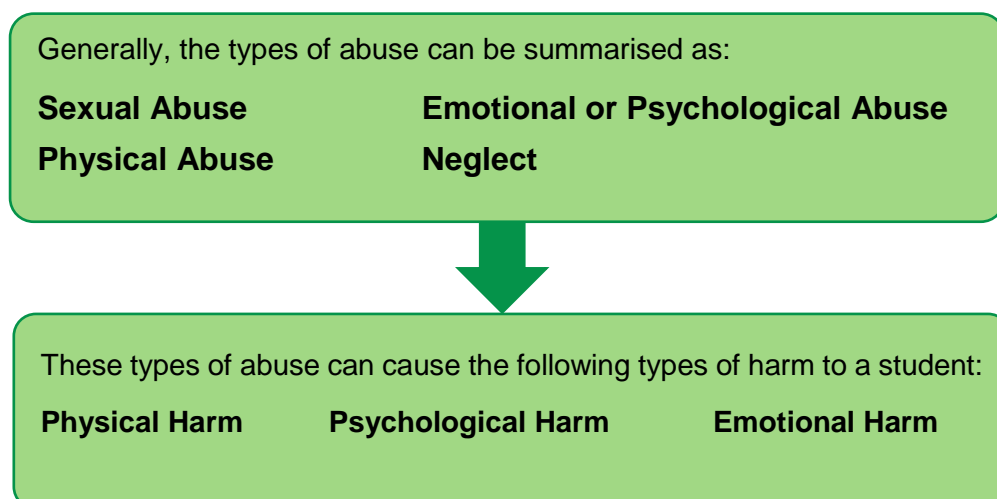 Generally, the types of abuse can be summarised as:
Sexual Abuse Emotional or Psychological Abuse
Physical Abuse Neglect
These types of abuse can cause the following types of harm to a student:
Physical Harm Psychological Harm Emotional Harm